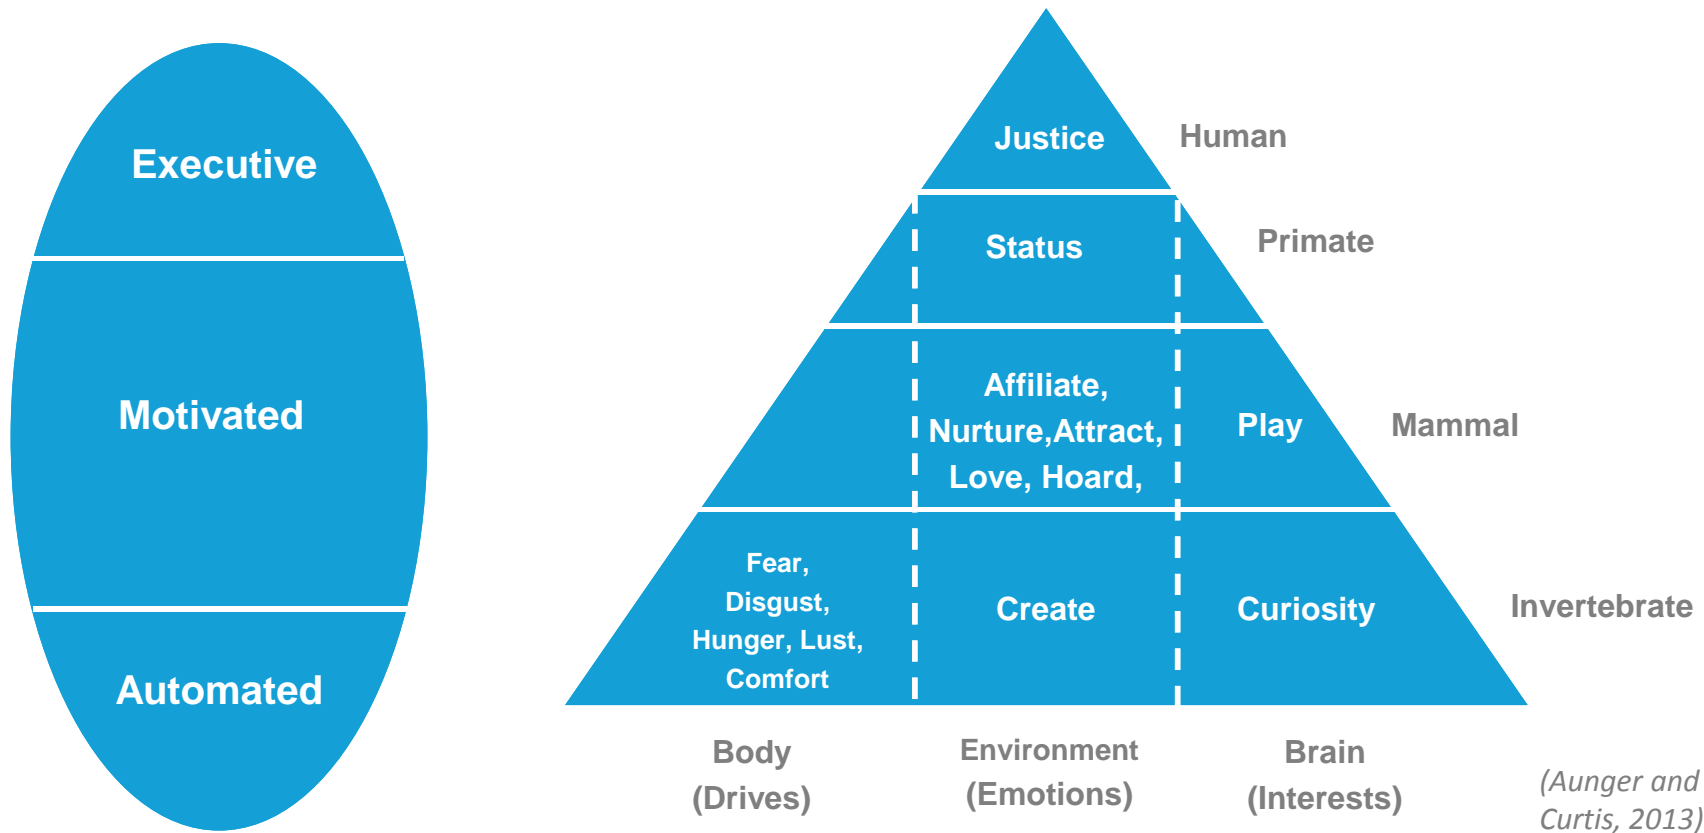 Executive
Motivated
Automated
Justice
Human
Status
Primate
Affiliate,
Nurture,Attract,
Love, Hoard,
Play
Mammal
Fear,
Disgust,
Hunger, Lust,
Comfort
Create
Curiosity
Invertebrate
Body
(Drives)
Environment
(Emotions)
Brain
(Interests)
(Aunger and
Curtis, 2013)